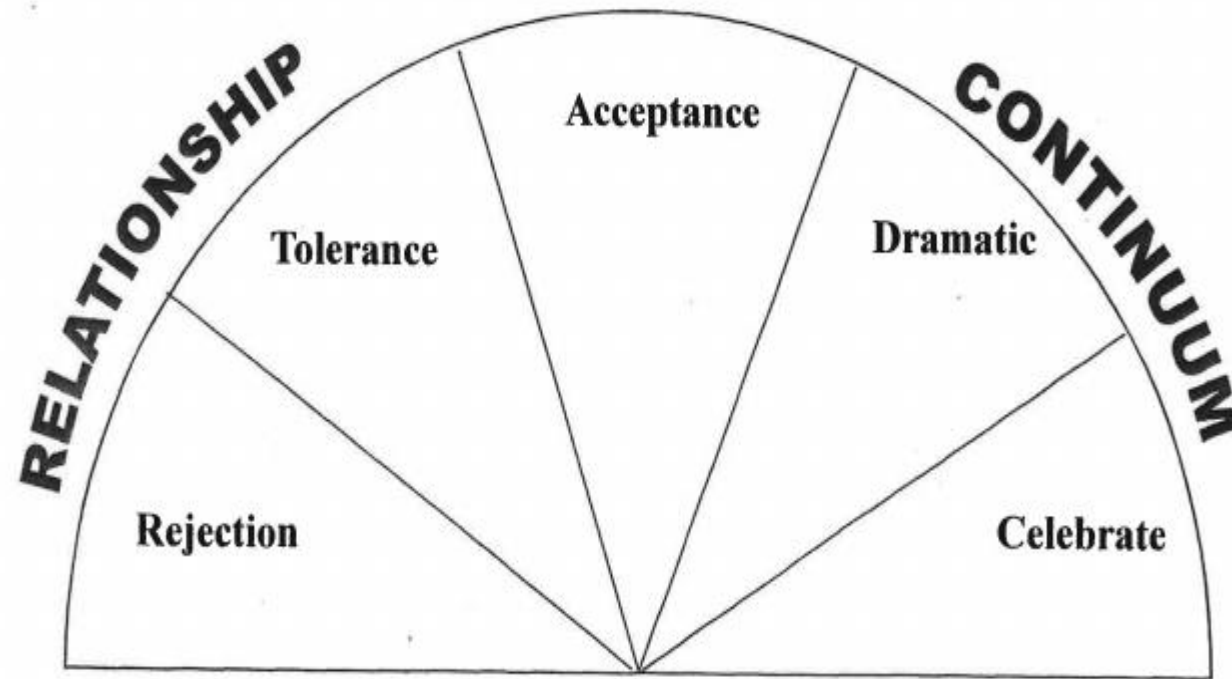 RELATIONSHIP
CONTINUUM
Rejection
Tolerance
Acceptance
Dramatic
Celebrate